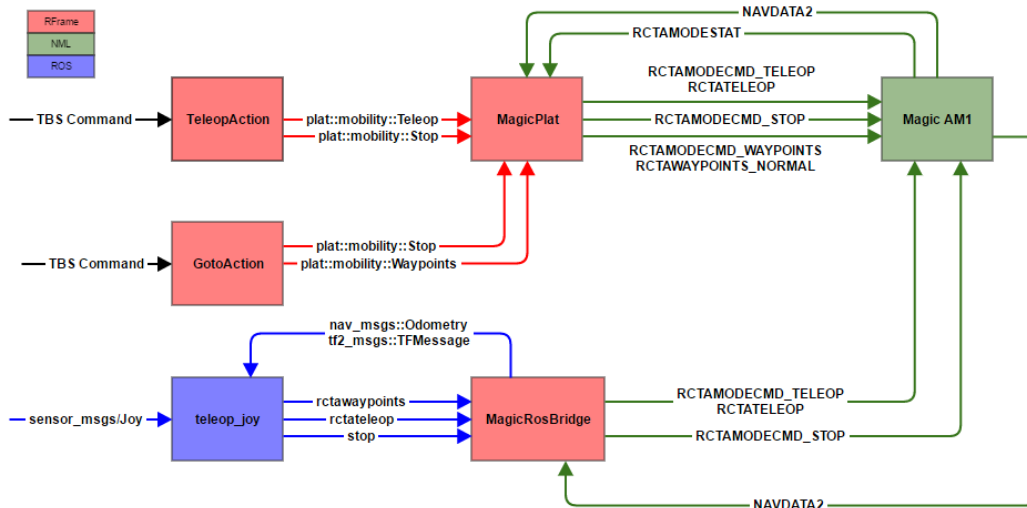 RFrame
NML
ROS
NAVDATA2
RCTAMODESTAT
RCTAMODECMD_TELEOP
RCTATELEOP
TBS Command
TeleopAction
plat::mobility::Teleop
plat::mobility::Stop
MagicPlat
RCTAMODECMD_STOP
Magic AM1
RCTAMODECMD_WAYPOINTS
RCTAWAYPOINTS_NORMAL
TBS Command
GotoAction
plat::mobility::Stop
plat::mobility::Waypoints
nav_msgs::Odometry
tf2_msgs::TFMessage
sensor_msgs/Joy
teleop_joy
rctawaypoints
rctateleop
stop
MagicRosBridge
RCTAMODECMD_TELEOP
RCTATELEOP
RCTAMODECMD_STOP
NAVDATA2